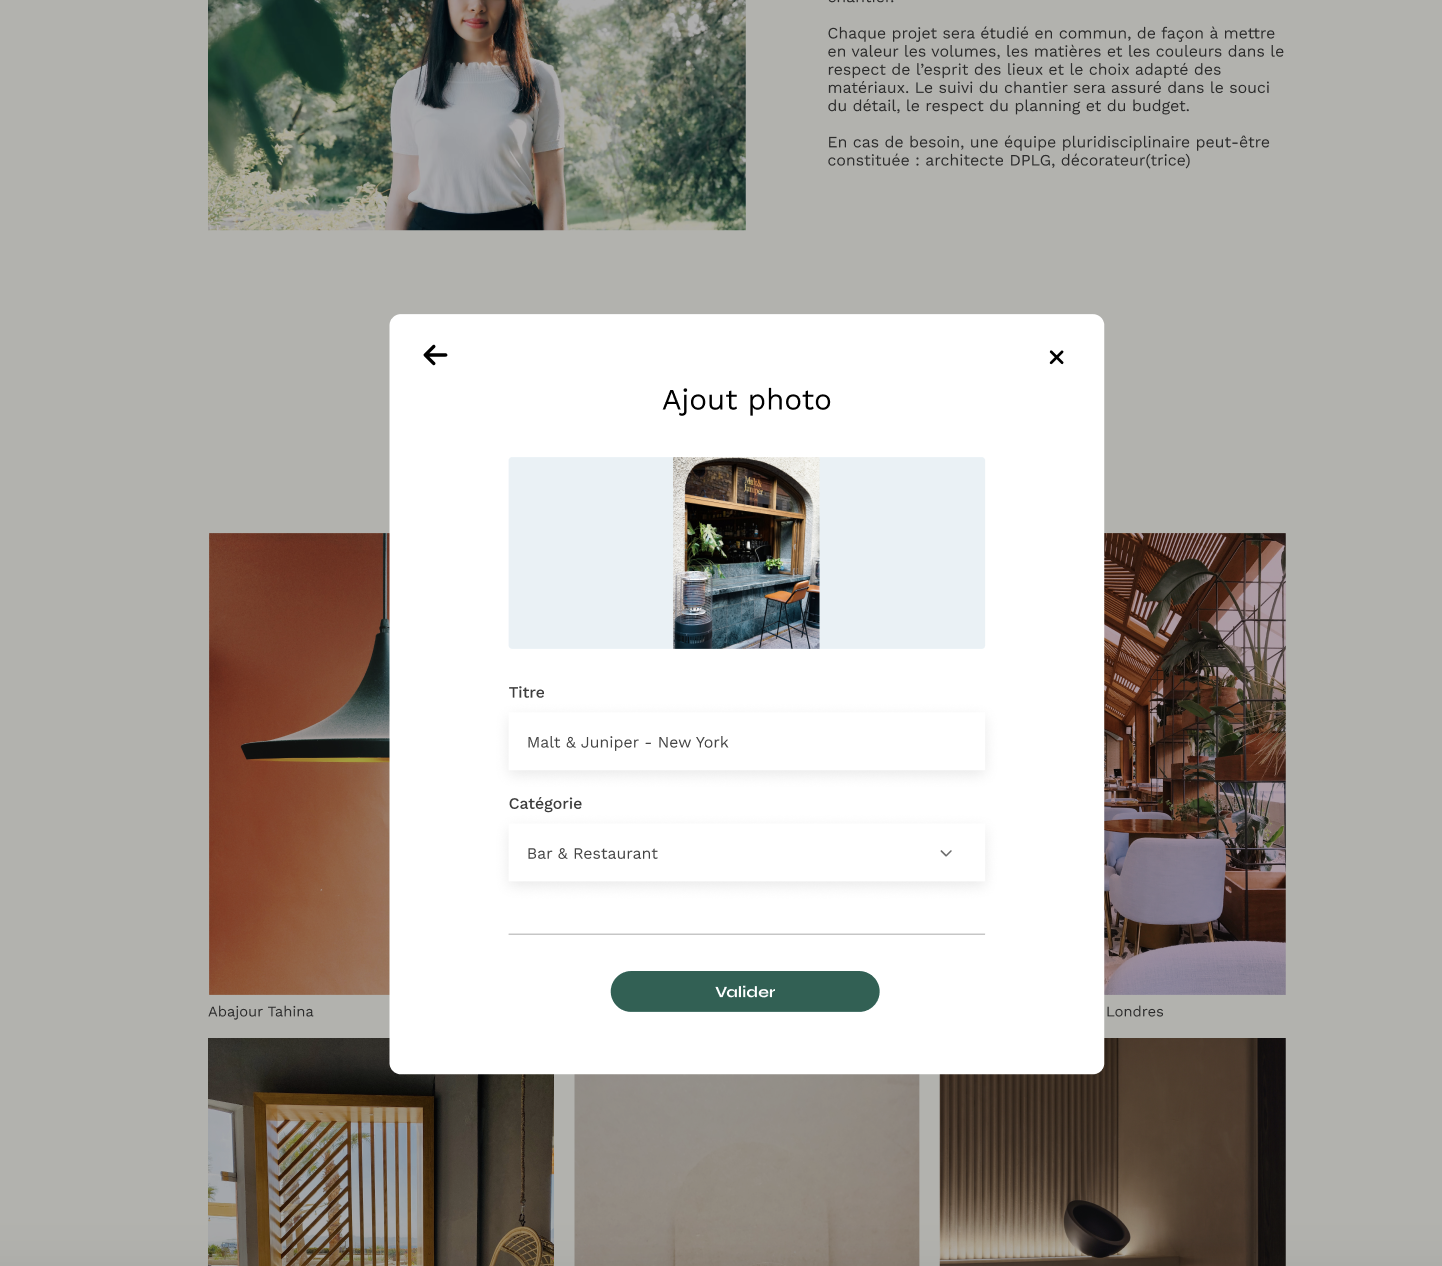 Chaque projet sera étudié en commun, de façon à mettre
en valeur les volumes, les matières et les couleurs dans le
respect de l’esprit des lieux et le choix adapté des
matériaux. Le suivi du chantier sera assuré dans le souci
du détail, le respect du planning et du budget.
En cas de besoin, une équipe pluridisciplinaire peut-être
constituée : architecte DPLG, décorateur(trice)
Ajout photo
Malt &
Juniper
Titre
Malt & Juniper - New York
Catégorie
Bar & Restaurant
Valider
Abajour Tahina
Londres